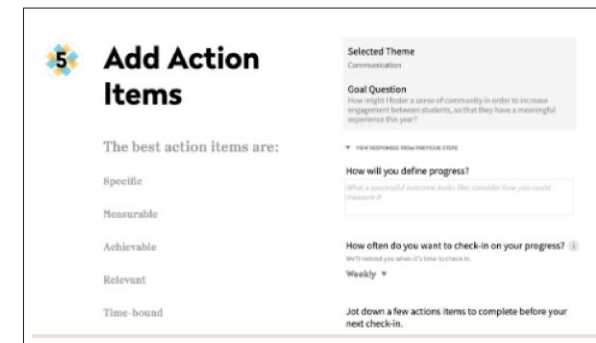 5
Add Action
Items
The best action items are:
Specific
Measurable
Achievable
Relevant
Time-bound
Selected Theme
Communication
Goal Question
How might I foster a sense of community in order to increase
engagement between students, so that they have a meaningful
experience this year?
▼ VIEW RESPONSES FROM PREVIOUS STEPS
How will you define progress?
What a successful outcome looks like; consider how you could
measure it
How often do you want to check-in on your progress? i
We'll remind you when it's time to check in.
Weekly ▼
Jot down a few actions items to complete before your
next check-in.